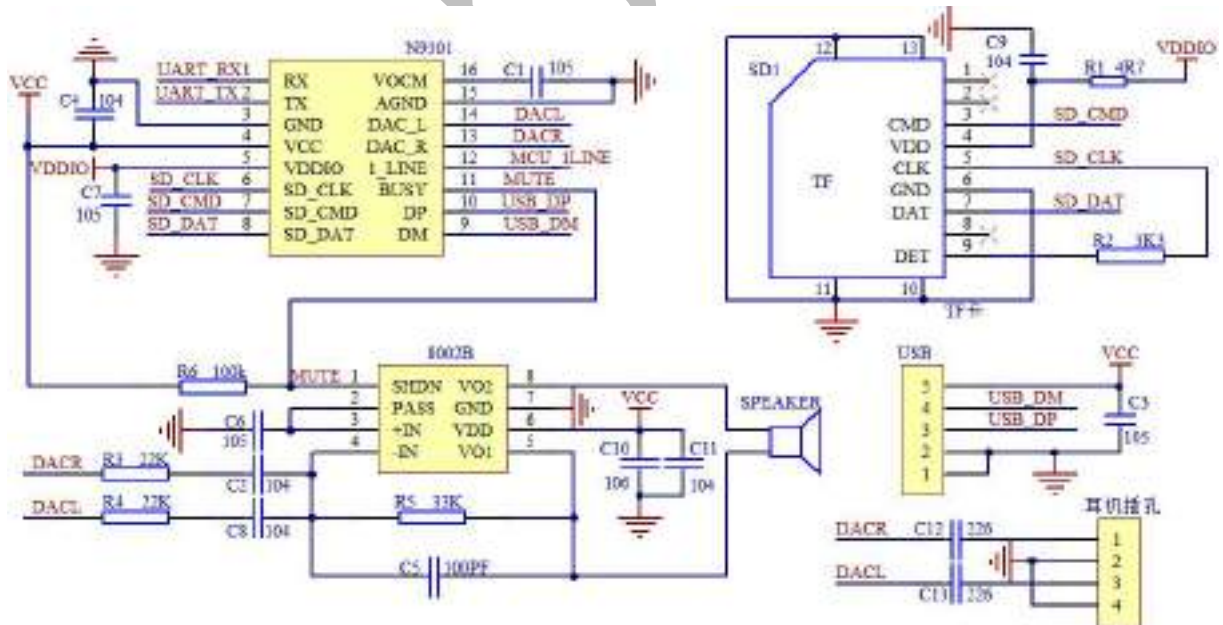 N9301
VCC
C4 104
UART_RX 1 RX
UART_TX 2 TX
3 GND
4 VCC
VDDIO 5 VDDIO
SD_CLK 6 SD_CLK
SD_CMD 7 SD_CMD
SD_DAT 8 SD_DAT
C7
105
VOCM 16 C1 105
AGND 15
DAC_L 14 DACL
DAC_R 13 DACR
1_LINE 12 MCU_1LINE
BUSY 11 MUTE
DP 10 USB_DP
DM 9 USB_DM
SD1
12
13
C9
104
R1 4R7
VDDIO
TF
1
2
CMD 3 SD_CMD
VDD 4
CLK 5 SD_CLK
GND 6
DAT 7 SD_DAT
8
DET 9
R2 3K3
11
10
TF卡
8002B
R6 100k
MUTE 1 SHDN
2 PASS
3 +IN
4 -IN
VO2 8
GND 7
VDD 6
VO1 5
C6
105
DACR R3 22K
C2 104
DACL R4 22K
C8 104
R5 33K
C5 100PF
VCC
C10
106
C11
104
SPEAKER
USB
VCC
5
4 USB_DM
3 USB_DP
2
1
C3
105
耳机插孔
DACR C12 226
DACL
C13 226
1
2
3
4